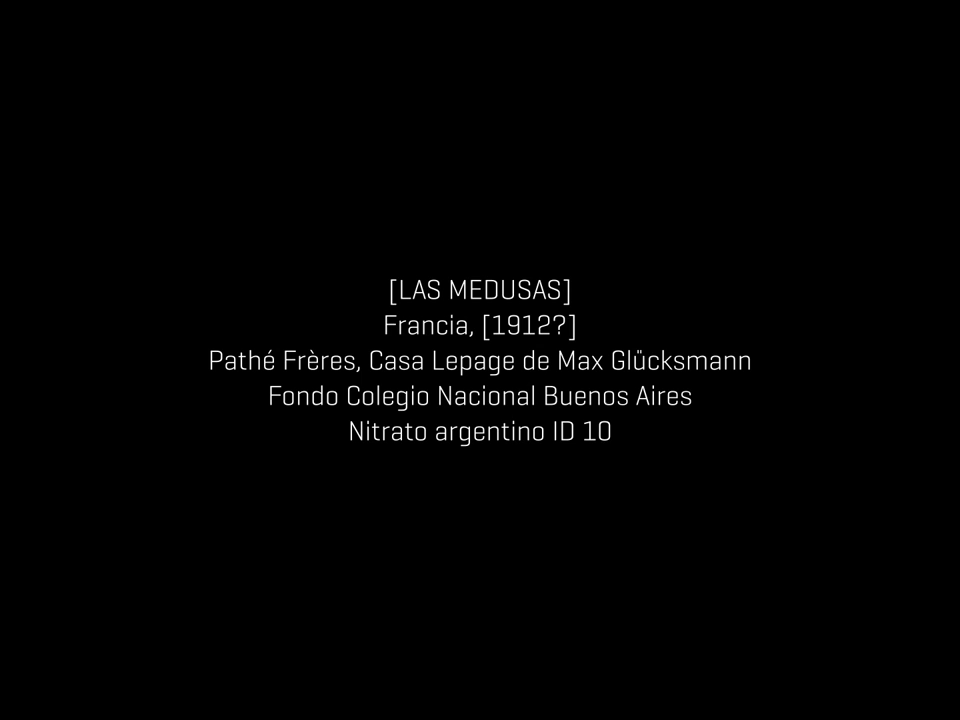 [LAS MEDUSAS]
Francia, [1912?]
Pathé Frères, Casa Lepage de Max Glücksmann
Fondo Colegio Nacional Buenos Aires
Nitrato argentino ID 10